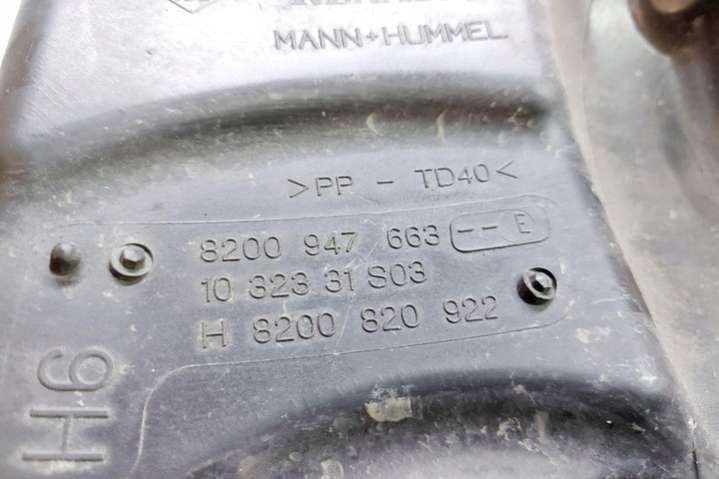 MANN+HUMMEL
>PP - TD40<
8200 947 663 -- E
10 323 31 S03
H 8200 820 922
H6